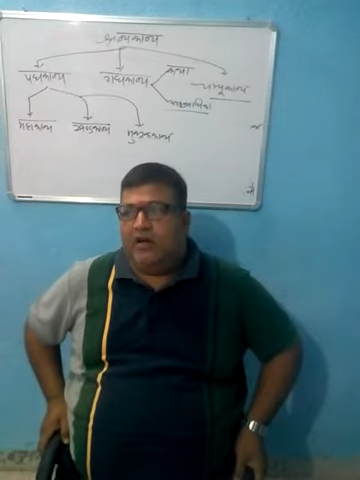 श्रव्यकाव्य
पद्यकाव्य गद्यकाव्य कथा
चम्पूकाव्य
आख्यायिका
महाकाव्य खण्डकाव्य मुक्तककाव्य